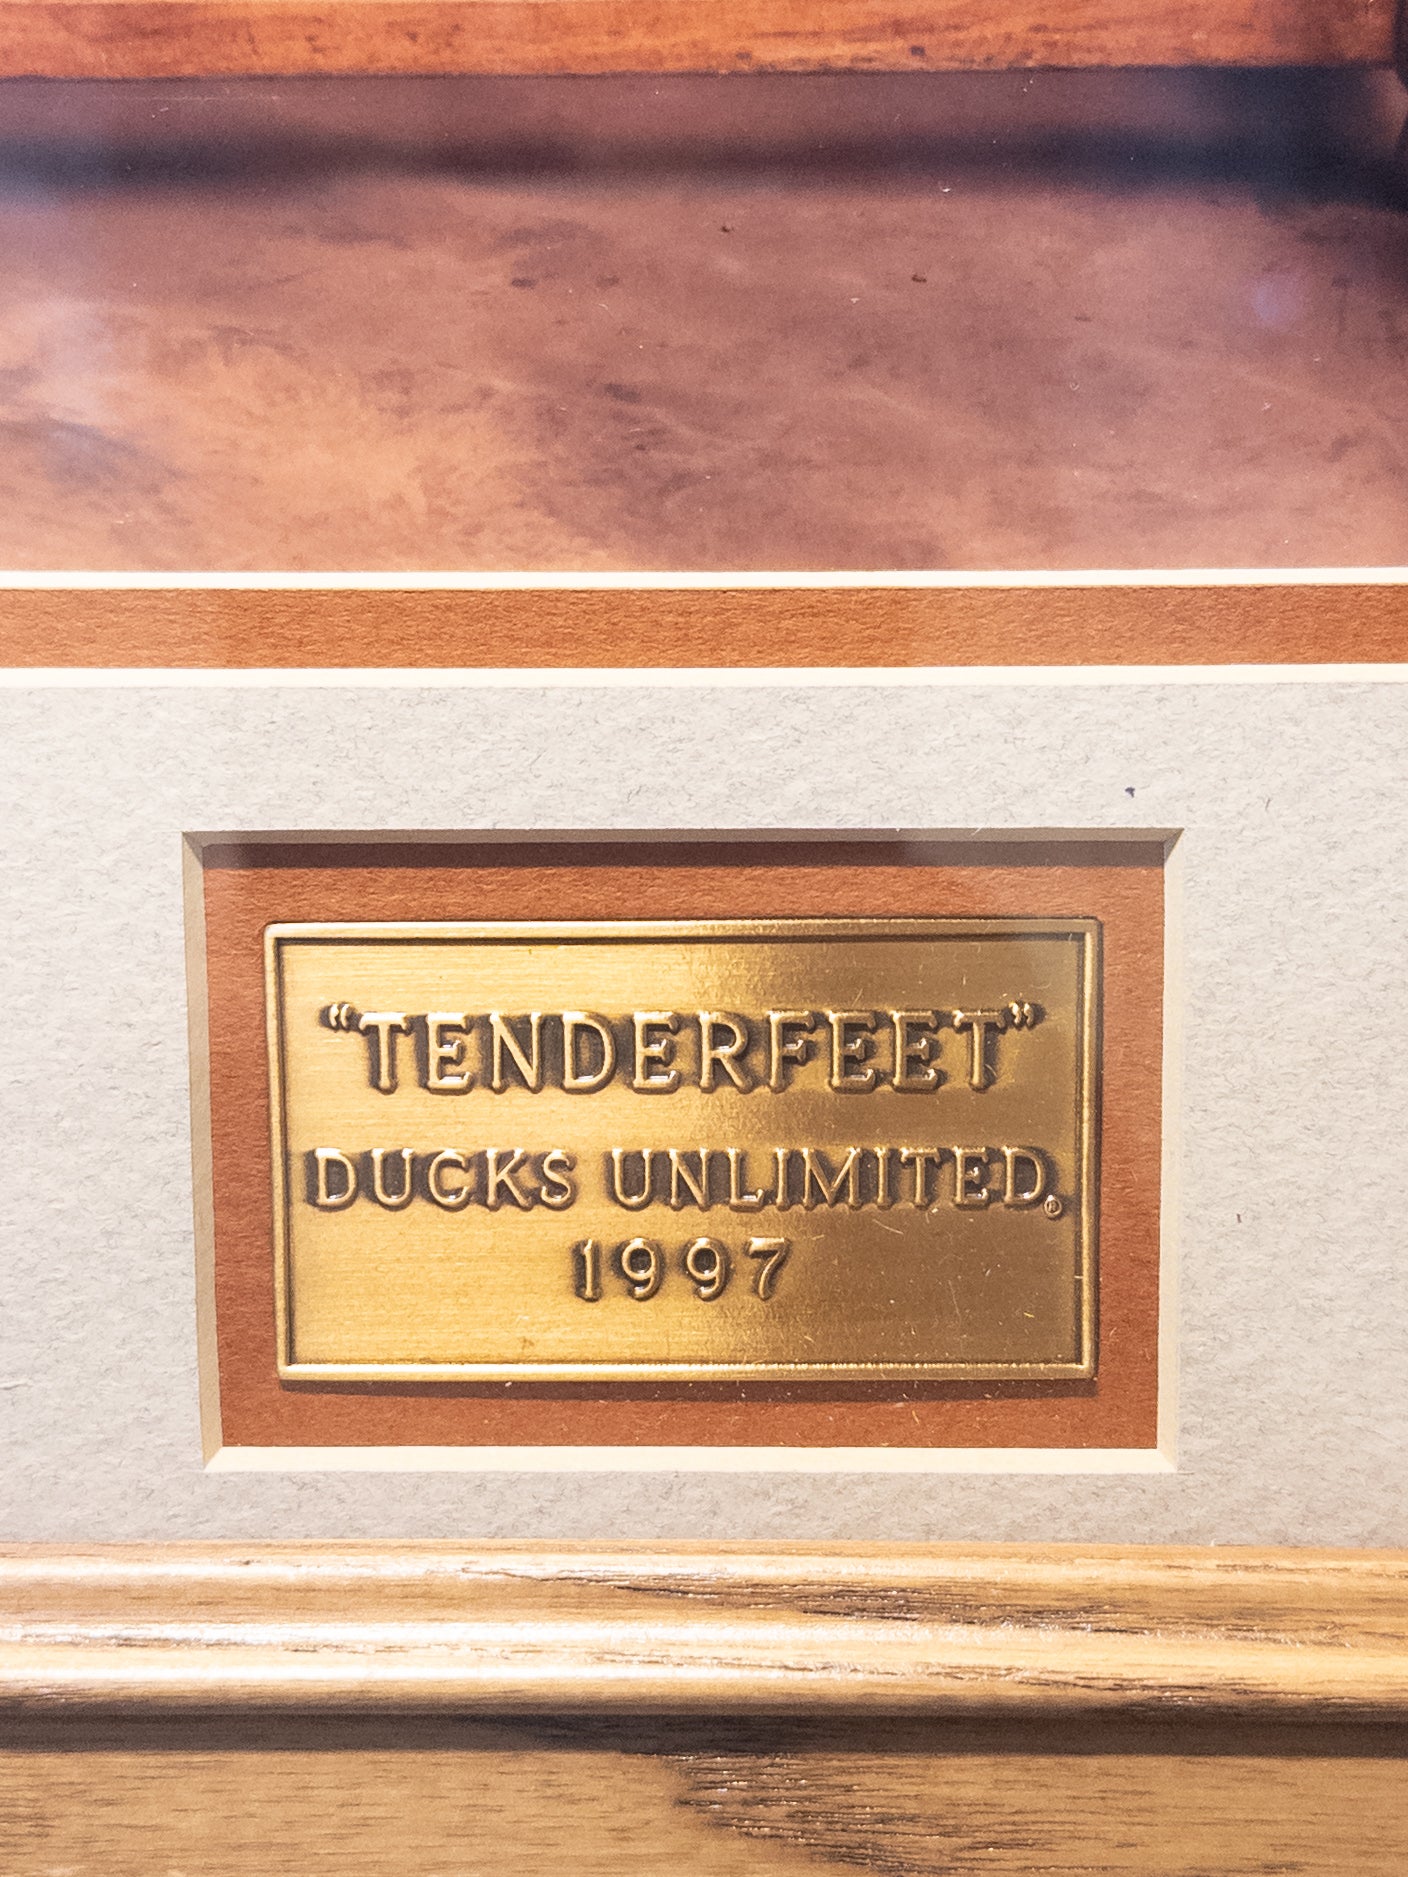 “TENDERFEET”
DUCKS UNLIMITED®
1997